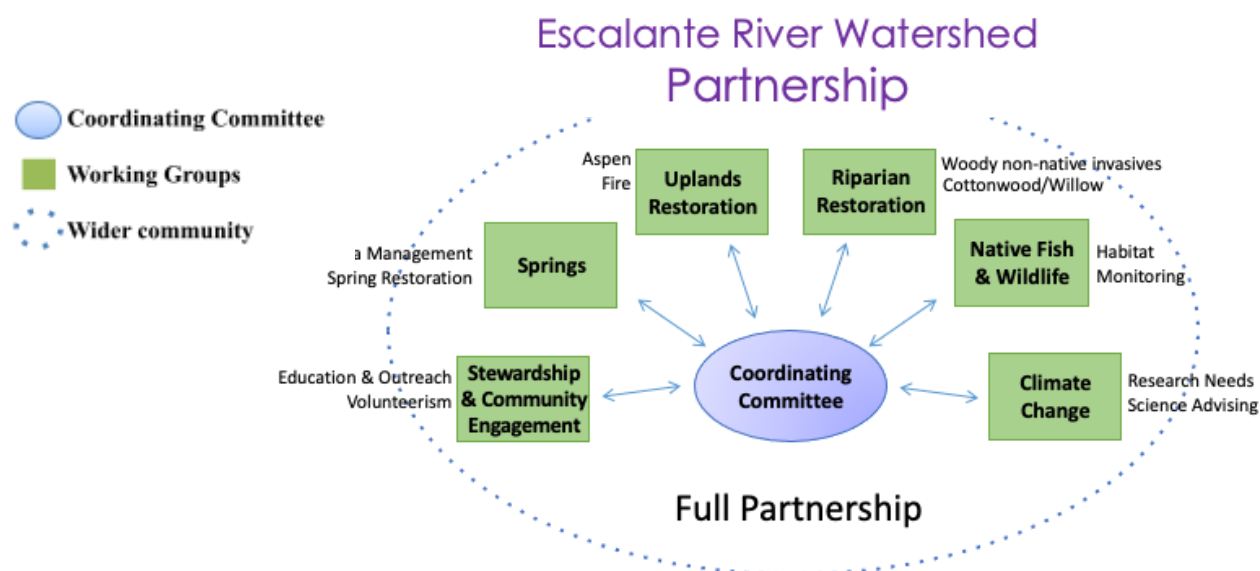 Escalante River Watershed
Partnership
Coordinating Committee
Working Groups
Wider community
Aspen
Fire
Uplands
Restoration
Riparian
Restoration
Woody non-native invasives
Cottonwood/Willow
a Management
Spring Restoration
Springs
Native Fish
& Wildlife
Habitat
Monitoring
Education & Outreach
Volunteerism
Stewardship
& Community
Engagement
Coordinating
Committee
Climate
Change
Research Needs
Science Advising
Full Partnership